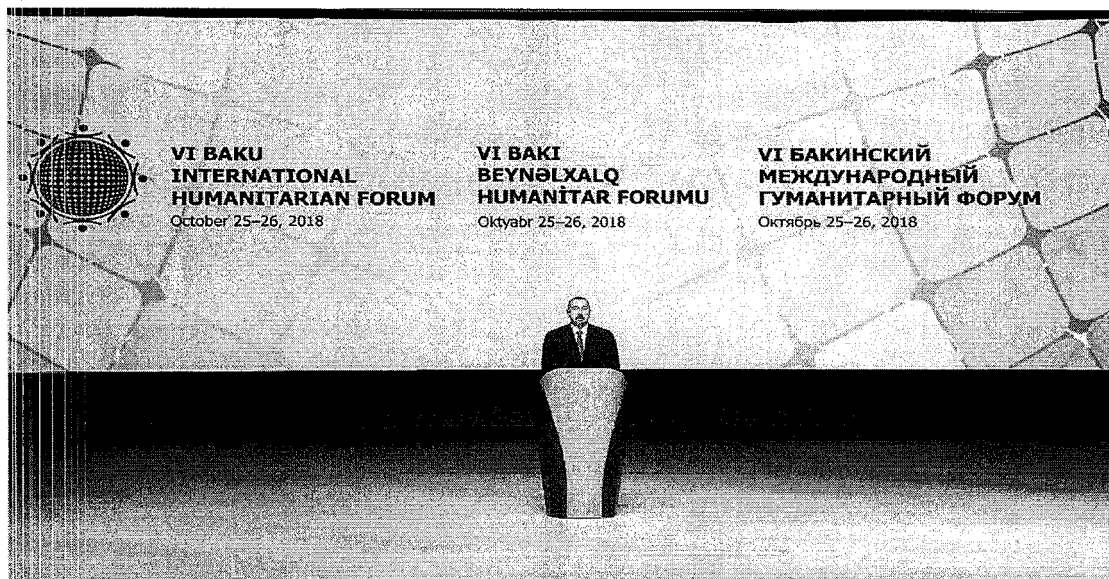 VI BAKU
INTERNATIONAL
HUMANITARIAN FORUM
October 25–26, 2018
VI BAKI
BEYNƏLXALQ
HUMANİTAR FORUMU
Oktyabr 25–26, 2018
VI БАКИНСКИЙ
МЕЖДУНАРОДНЫЙ
ГУМАНИТАРНЫЙ ФОРУМ
Октябрь 25–26, 2018